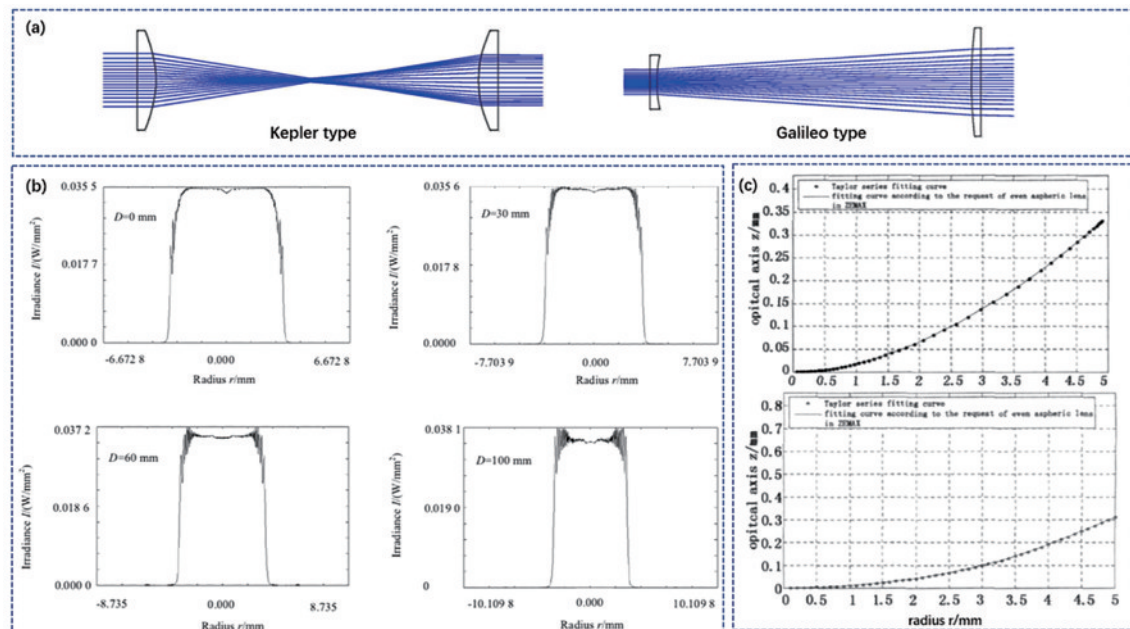 (a)
Kepler type
Galileo type
(b)
0.035 5
D=0 mm
Irradiance I/(W/mm²)
0.017 7
0.000 0
-6.672 8
0.000
6.672 8
Radius r/mm
0.035 6
D=30 mm
Irradiance I/(W/mm²)
0.017 8
0.0000
-7.703 9
0.000
7.703 9
Radius r/mm
0.037 2
D=60 mm
Irradiance I/(W/mm²)
0.018 6
0.000 0
-8.735
0.000
8.735
Radius r/mm
0.038 1
D=100 mm
Irradiance I/(W/mm²)
0.019 0
0
-10.109 8
0.000
10.109 8
Radius r/mm
(c)
Taylor series fitting curve
fitting curve according to the request of even aspheric lens
in ZEMAX
opitcal axis z/mm
0.4
0.35
0.3
0.25
0.2
0.15
0.1
0.05
0
0 0.5 1 1.5 2 2.5 3 3.5 4 4.5 5
Taylor series fitting curve
fitting curve according to the request of even aspheric lens
in ZEMAX
opitcal axis z/mm
0.8
0.7
0.6
0.5
0.4
0.3
0.2
0.1
0
0 0.5 1 1.5 2 2.5 3 3.5 4 4.5 5
radius r/mm